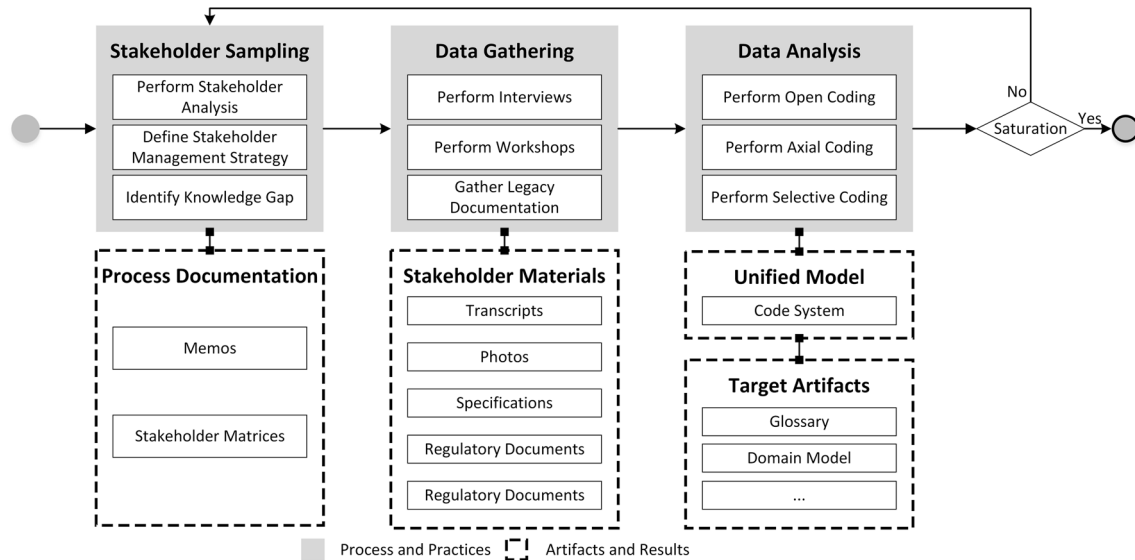 Stakeholder Sampling
Perform Stakeholder
Analysis
Define Stakeholder
Management Strategy
Identify Knowledge Gap
Data Gathering
Perform Interviews
Perform Workshops
Gather Legacy
Documentation
Data Analysis
Perform Open Coding
Perform Axial Coding
Perform Selective Coding
No
Saturation
Yes
Process Documentation
Memos
Stakeholder Matrices
Stakeholder Materials
Transcripts
Photos
Specifications
Regulatory Documents
Regulatory Documents
Unified Model
Code System
Target Artifacts
Glossary
Domain Model
...
Process and Practices
Artifacts and Results